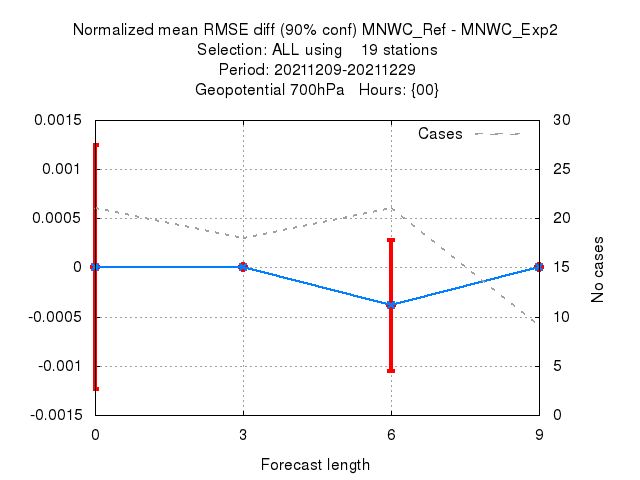 Normalized mean RMSE diff (90% conf) MNWC_Ref - MNWC_Exp2
Selection: ALL using    19 stations
Period: 20211209-20211229
Geopotential 700hPa   Hours: {00}
Cases
0.0015
0.001
0.0005
0
-0.0005
-0.001
-0.0015
30
25
20
15
10
5
0
No cases
0 3 6 9
Forecast length